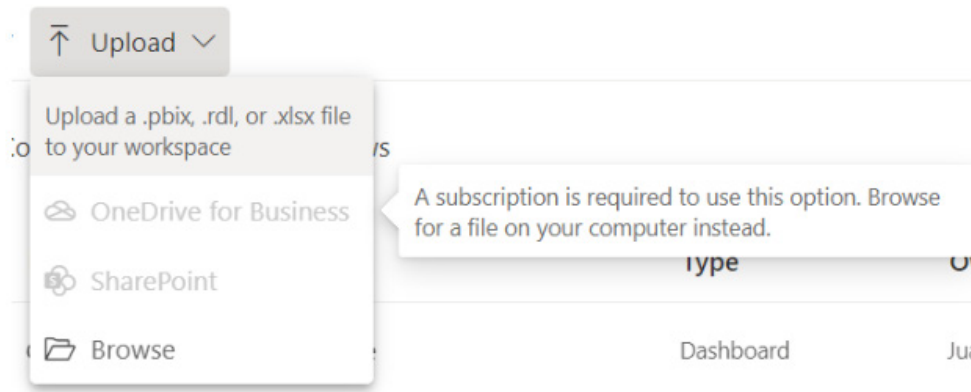 Upload
Upload a .pbix, .rdl, or .xlsx file
to your workspace
OneDrive for Business
A subscription is required to use this option. Browse
for a file on your computer instead.
SharePoint
Type
Browse
Dashboard